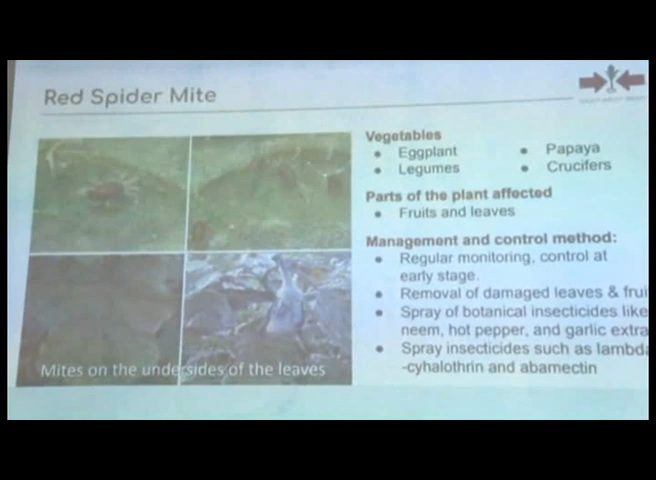 Red Spider Mite
Vegetables
• Eggplant
• Legumes
• Papaya
• Crucifers
Parts of the plant affected
• Fruits and leaves
Management and control method:
• Regular monitoring, control at
early stage.
• Removal of damaged leaves & frui
• Spray of botanical insecticides like
neem, hot pepper, and garlic extra
• Spray insecticides such as lambda
-cyhalothrin and abamectin
Mites on the undersides of the leaves